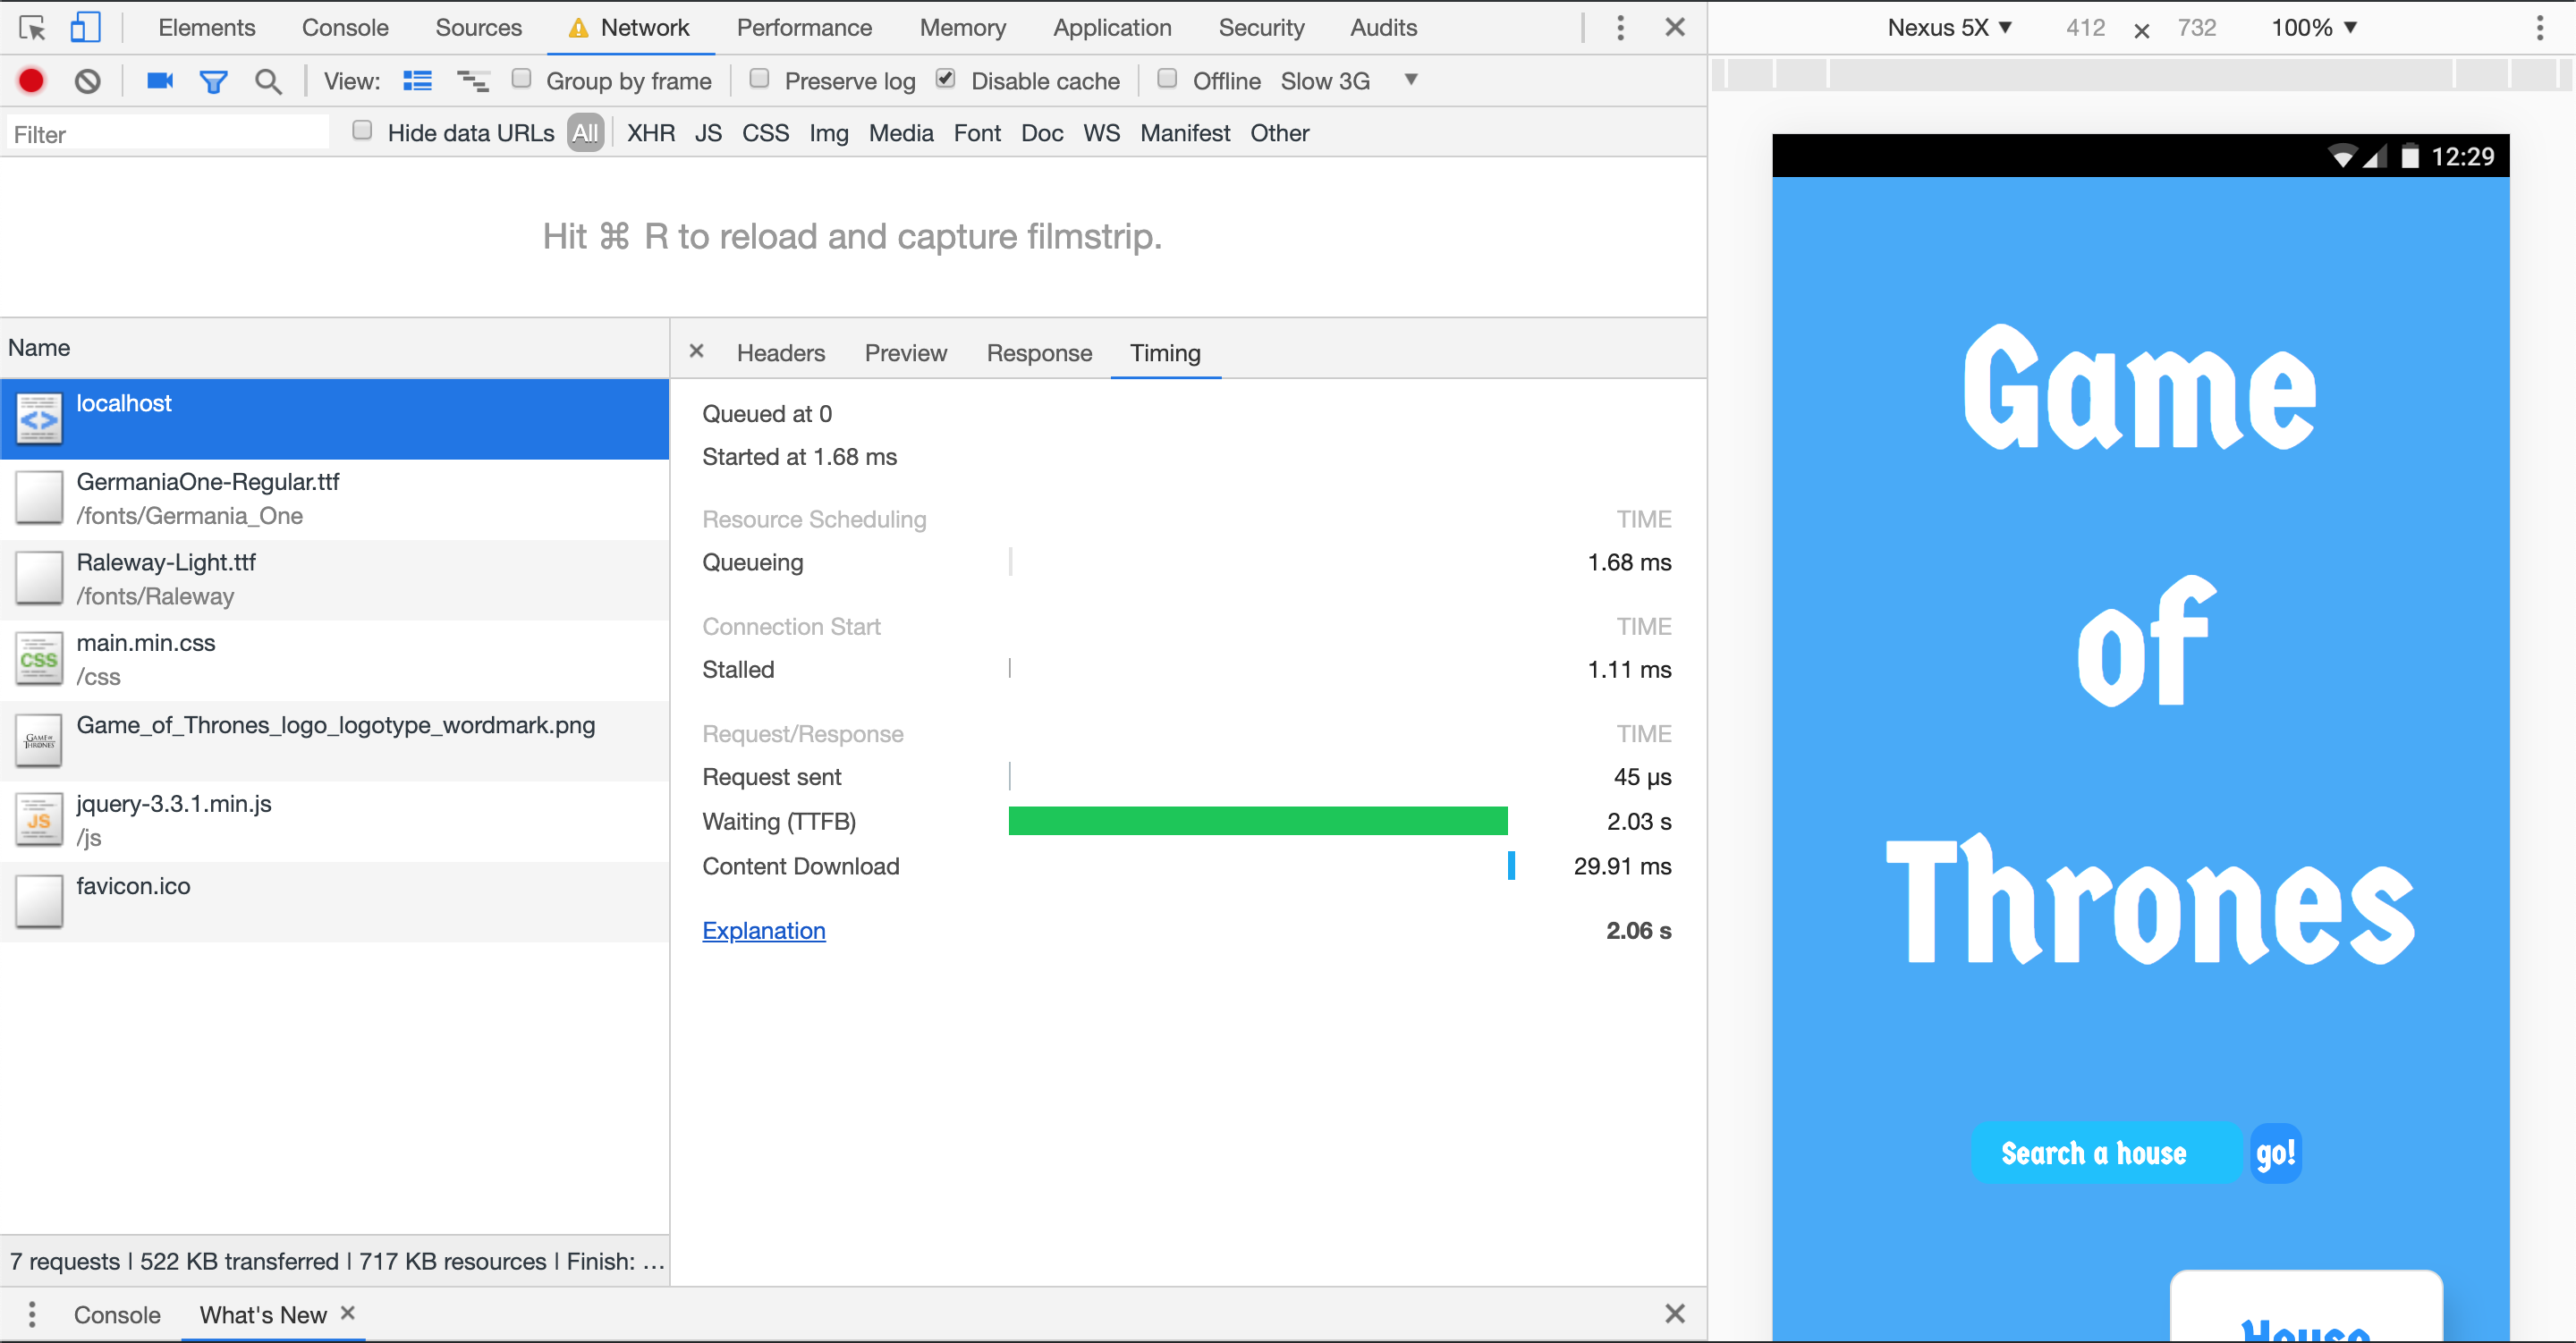 Elements Console Sources Network Performance Memory Application Security Audits
View: Group by frame Preserve log Disable cache Offline Slow 3G
Filter Hide data URLs All XHR JS CSS Img Media Font Doc WS Manifest Other
Hit ⌘ R to reload and capture filmstrip.
Name
localhost
GermaniaOne-Regular.ttf
/fonts/Germania_One
Raleway-Light.ttf
/fonts/Raleway
main.min.css
/css
Game_of_Thrones_logo_logotype_wordmark.png
jquery-3.3.1.min.js
/js
favicon.ico
7 requests | 522 KB transferred | 717 KB resources | Finish: ...
Headers Preview Response Timing
Queued at 0
Started at 1.68 ms
Resource Scheduling TIME
Queueing 1.68 ms
Connection Start TIME
Stalled 1.11 ms
Request/Response TIME
Request sent 45 µs
Waiting (TTFB) 2.03 s
Content Download 29.91 ms
Explanation 2.06 s
Console What's New
Nexus 5X 412 × 732 100%
12:29
Game
of
Thrones
Search a house go!
House